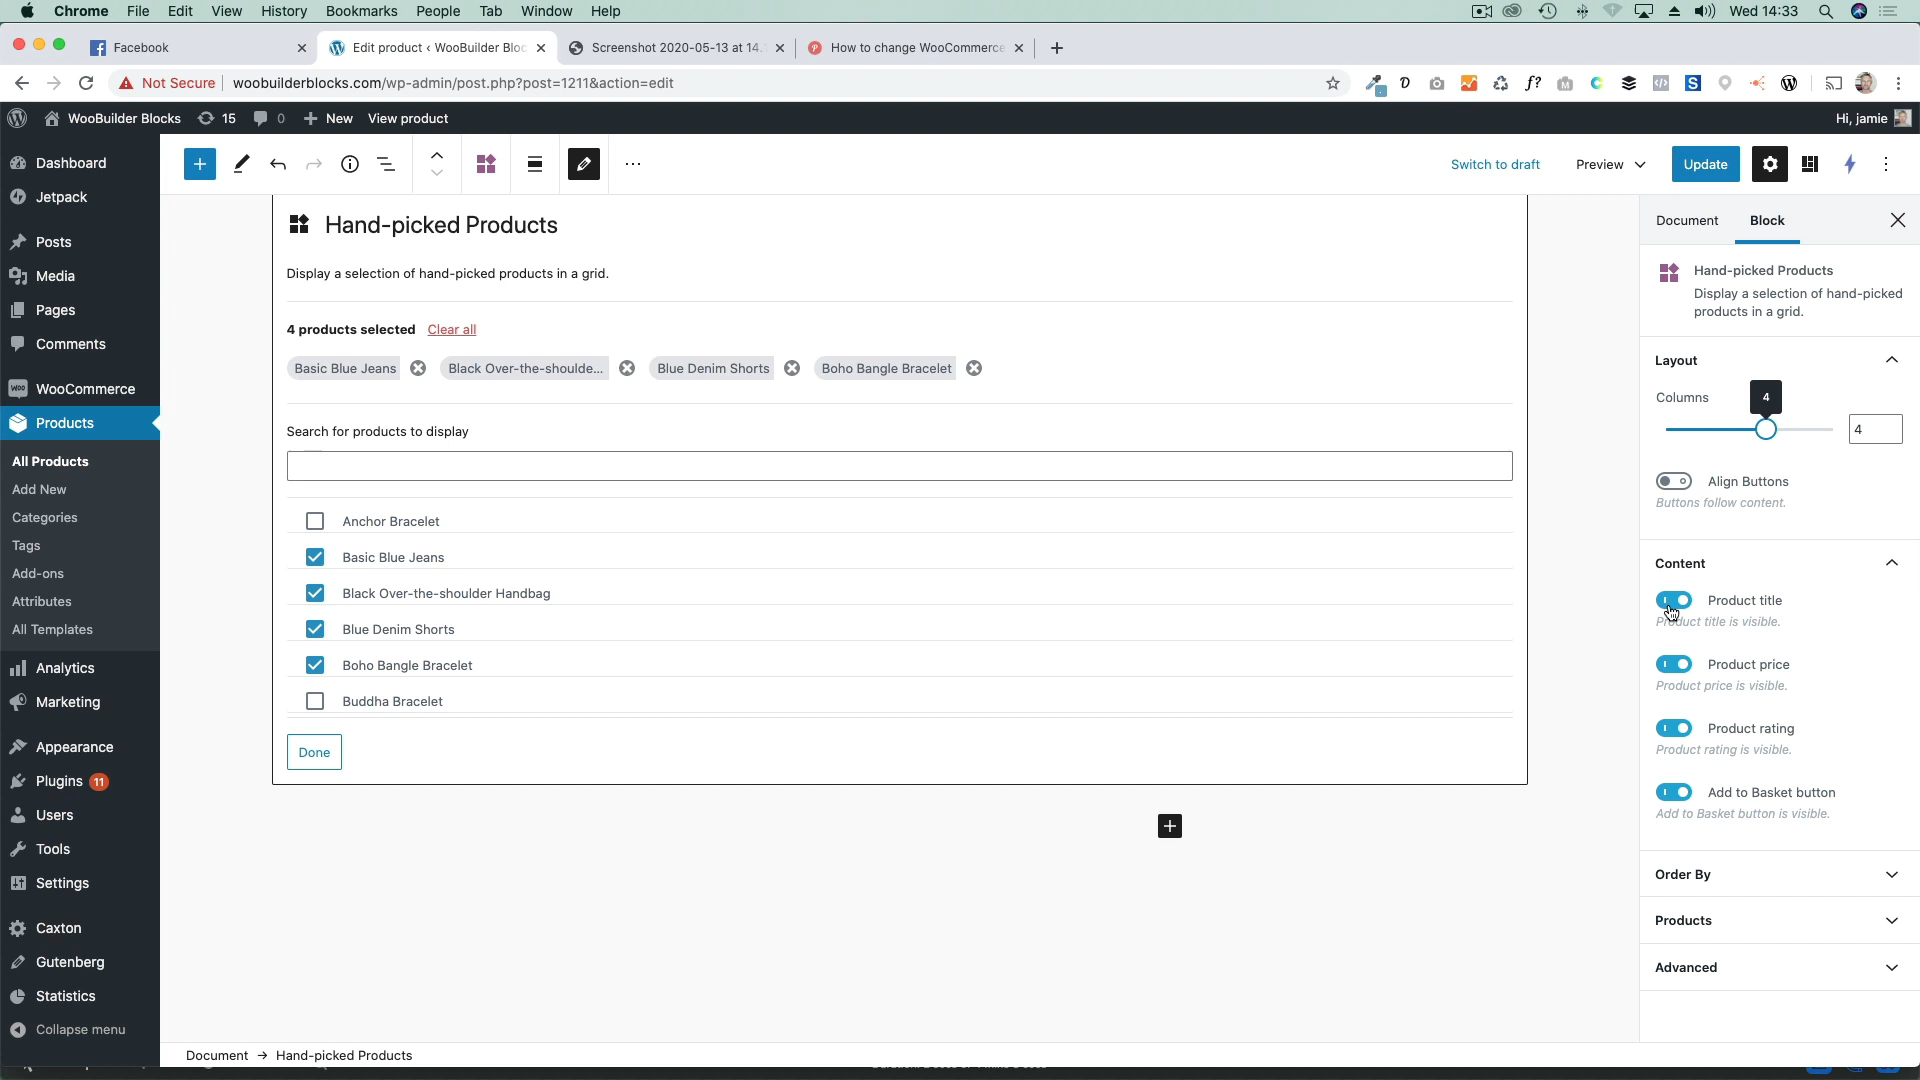 Chrome File Edit View History Bookmarks People Tab Window Help Wed 14:33
Facebook Edit product ‹ WooBuilder Bloc Screenshot 2020-05-13 at 14. How to change WooCommerce
Not Secure woobuilderblocks.com/wp-admin/post.php?post=1211&action=edit
WooBuilder Blocks 15 0 New View product Hi, jamie
Switch to draft Preview Update
Dashboard
Jetpack
Posts
Media
Pages
Comments
WooCommerce
Products
All Products
Add New
Categories
Tags
Add-ons
Attributes
All Templates
Analytics
Marketing
Appearance
Plugins 11
Users
Tools
Settings
Caxton
Gutenberg
Statistics
Collapse menu
Hand-picked Products
Display a selection of hand-picked products in a grid.
4 products selected Clear all
Basic Blue Jeans Black Over-the-shoulde... Blue Denim Shorts Boho Bangle Bracelet
Search for products to display
Anchor Bracelet
Basic Blue Jeans
Black Over-the-shoulder Handbag
Blue Denim Shorts
Boho Bangle Bracelet
Buddha Bracelet
Done
Document → Hand-picked Products
Document Block
Hand-picked Products
Display a selection of hand-picked
products in a grid.
Layout
Columns 4
4
Align Buttons
Buttons follow content.
Content
Product title
Product title is visible.
Product price
Product price is visible.
Product rating
Product rating is visible.
Add to Basket button
Add to Basket button is visible.
Order By
Products
Advanced